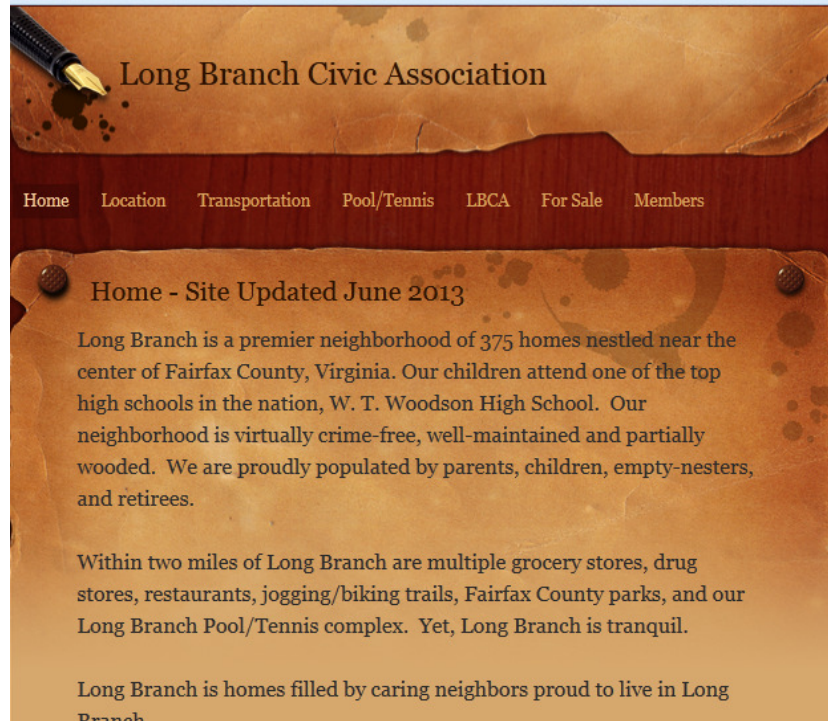 Long Branch Civic Association
Home Location Transportation Pool/Tennis LBCA For Sale Members
Home - Site Updated June 2013
Long Branch is a premier neighborhood of 375 homes nestled near the
center of Fairfax County, Virginia. Our children attend one of the top
high schools in the nation, W. T. Woodson High School.  Our
neighborhood is virtually crime-free, well-maintained and partially
wooded.  We are proudly populated by parents, children, empty-nesters,
and retirees.
Within two miles of Long Branch are multiple grocery stores, drug
stores, restaurants, jogging/biking trails, Fairfax County parks, and our
Long Branch Pool/Tennis complex.  Yet, Long Branch is tranquil.
Long Branch is homes filled by caring neighbors proud to live in Long
Branch